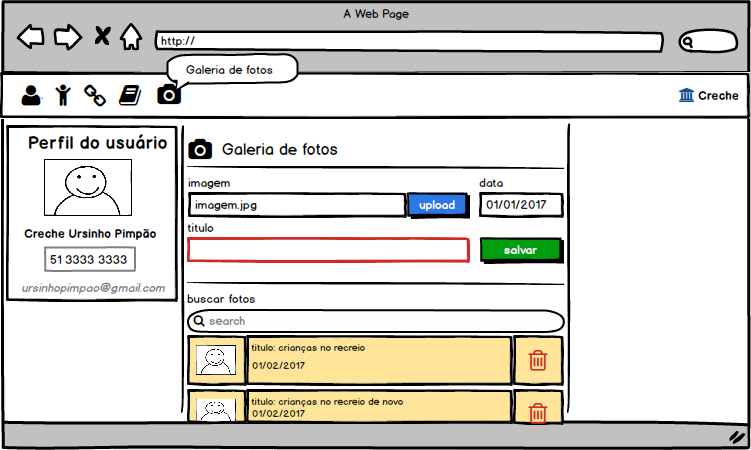 A Web Page
http://
Galeria de fotos
Creche
Perfil do usuário
Creche Ursinho Pimpão
51 3333 3333
ursinhopimpao@gmail.com
Galeria de fotos
imagem
data
imagem.jpg
upload
01/01/2017
titulo
salvar
buscar fotos
search
titulo: crianças no recreio
01/02/2017
titulo: crianças no recreio de novo
01/02/2017